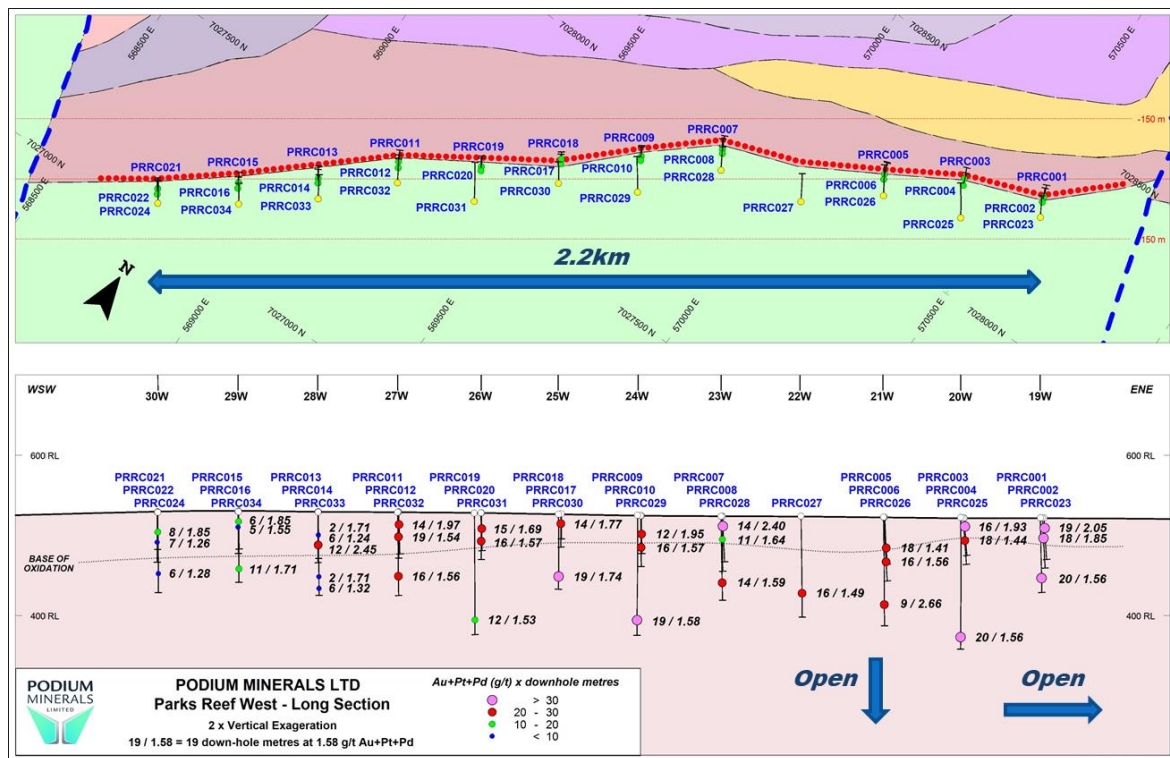 568500 E
7027500 N
569000 E
7028000 N
569500 E
570000 E
7028500 N
570500 E
-150 m
7027000 N
568500 E
PRRC021
PRRC015
PRRC013
PRRC011
PRRC019
PRRC018
PRRC009
PRRC007
PRRC005
PRRC003
PRRC001
PRRC022
PRRC024
PRRC016
PRRC034
PRRC014
PRRC033
PRRC012
PRRC032
PRRC020
PRRC031
PRRC017
PRRC030
PRRC010
PRRC029
PRRC008
PRRC028
PRRC027
PRRC006
PRRC026
PRRC004
PRRC025
PRRC002
PRRC023
7028500 N
-150 m
2.2km
N
569000 E
7027000 N
569500 E
7027500 N
570000 E
570500 E
7028000 N
WSW
30W 29W 28W 27W 26W 25W 24W 23W 22W 21W 20W 19W
ENE
600 RL
600 RL
PRRC021 PRRC015 PRRC013 PRRC011 PRRC019 PRRC018 PRRC009 PRRC007 PRRC005 PRRC003 PRRC001
PRRC022 PRRC016 PRRC014 PRRC012 PRRC020 PRRC017 PRRC010 PRRC008 PRRC006 PRRC004 PRRC002
PRRC024 PRRC034 PRRC033 PRRC032 PRRC031 PRRC030 PRRC029 PRRC028 PRRC027 PRRC026 PRRC025 PRRC023
8 / 1.85
7 / 1.26
6 / 1.28
6 / 1.85
11 / 1.71
2 / 1.71
6 / 1.24
12 / 2.45
2 / 1.71
6 / 1.32
14 / 1.97
19 / 1.54
16 / 1.56
15 / 1.69
16 / 1.57
12 / 1.53
14 / 1.77
19 / 1.74
12 / 1.95
16 / 1.57
19 / 1.58
14 / 2.40
11 / 1.64
14 / 1.59
16 / 1.49
18 / 1.41
16 / 1.56
9 / 2.66
16 / 1.93
18 / 1.44
20 / 1.56
19 / 2.05
18 / 1.85
20 / 1.56
BASE OF
OXIDATION
400 RL
400 RL
Open
Open
PODIUM
MINERALS
LIMITED
PODIUM MINERALS LTD
Parks Reef West - Long Section
2 x Vertical Exageration
19 / 1.58 = 19 down-hole metres at 1.58 g/t Au+Pt+Pd
Au+Pt+Pd (g/t) x downhole metres
> 30
20 - 30
10 - 20
< 10